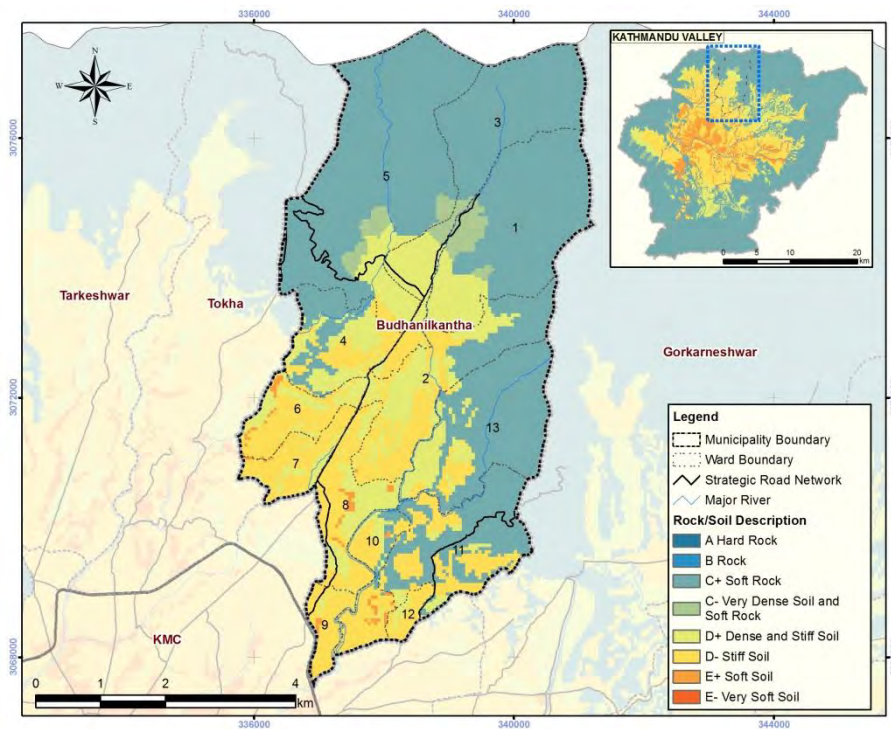 336000
340000
344000
KATHMANDU VALLEY
N
W E
S
0 5 10 20
km
3076000
3
5
1
Tarkeshwar
Tokha
Budhanilkantha
4
Gorkarneshwar
2
3072000
6
13
7
8
10
11
9
12
KMC
3068000
Legend
Municipality Boundary
Ward Boundary
Strategic Road Network
Major River
Rock/Soil Description
A Hard Rock
B Rock
C+ Soft Rock
C- Very Dense Soil and
Soft Rock
D+ Dense and Stiff Soil
D- Stiff Soil
E+ Soft Soil
E- Very Soft Soil
0 1 2 4
km
336000
340000
344000